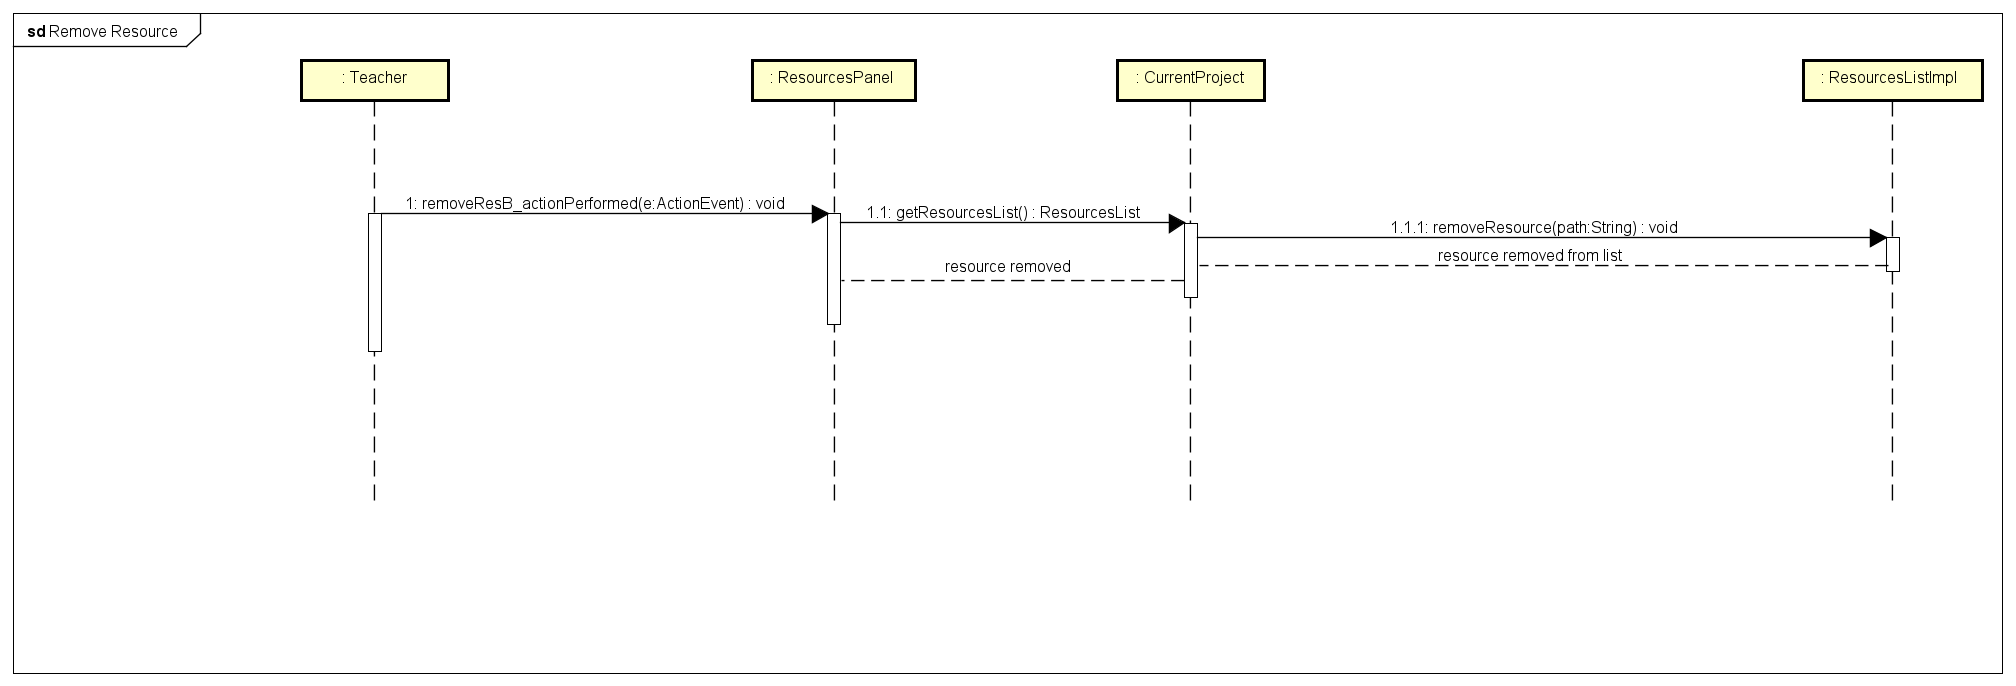 sd Remove Resource
: Teacher
: ResourcesPanel
: CurrentProject
: ResourcesListImpl
1: removeResB_actionPerformed(e:ActionEvent) : void
1.1: getResourcesList() : ResourcesList
1.1.1: removeResource(path:String) : void
resource removed from list
resource removed